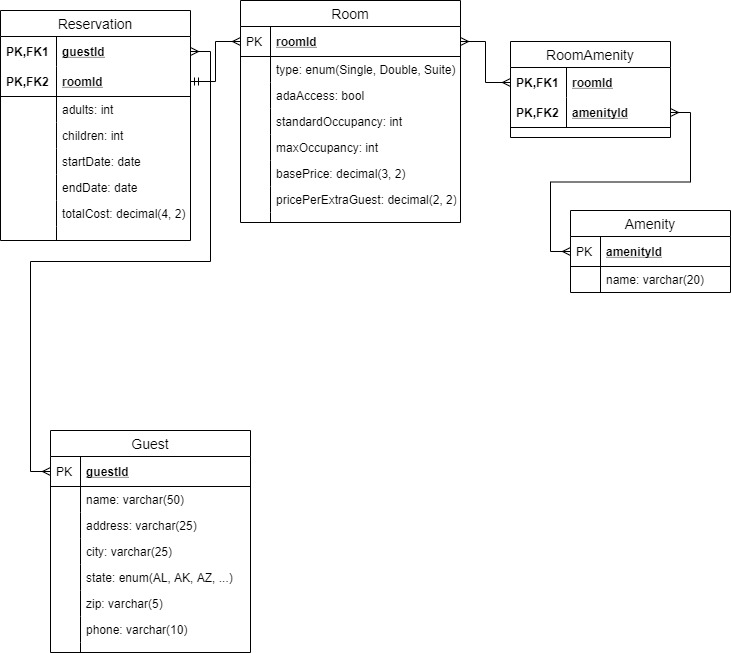 Reservation
PK,FK1 guestId
PK,FK2 roomId
adults: int
children: int
startDate: date
endDate: date
totalCost: decimal(4, 2)
Room
PK roomId
type: enum(Single, Double, Suite)
adaAccess: bool
standardOccupancy: int
maxOccupancy: int
basePrice: decimal(3, 2)
pricePerExtraGuest: decimal(2, 2)
RoomAmenity
PK,FK1 roomId
PK,FK2 amenityId
Amenity
PK amenityId
name: varchar(20)
Guest
PK guestId
name: varchar(50)
address: varchar(25)
city: varchar(25)
state: enum(AL, AK, AZ, ...)
zip: varchar(5)
phone: varchar(10)